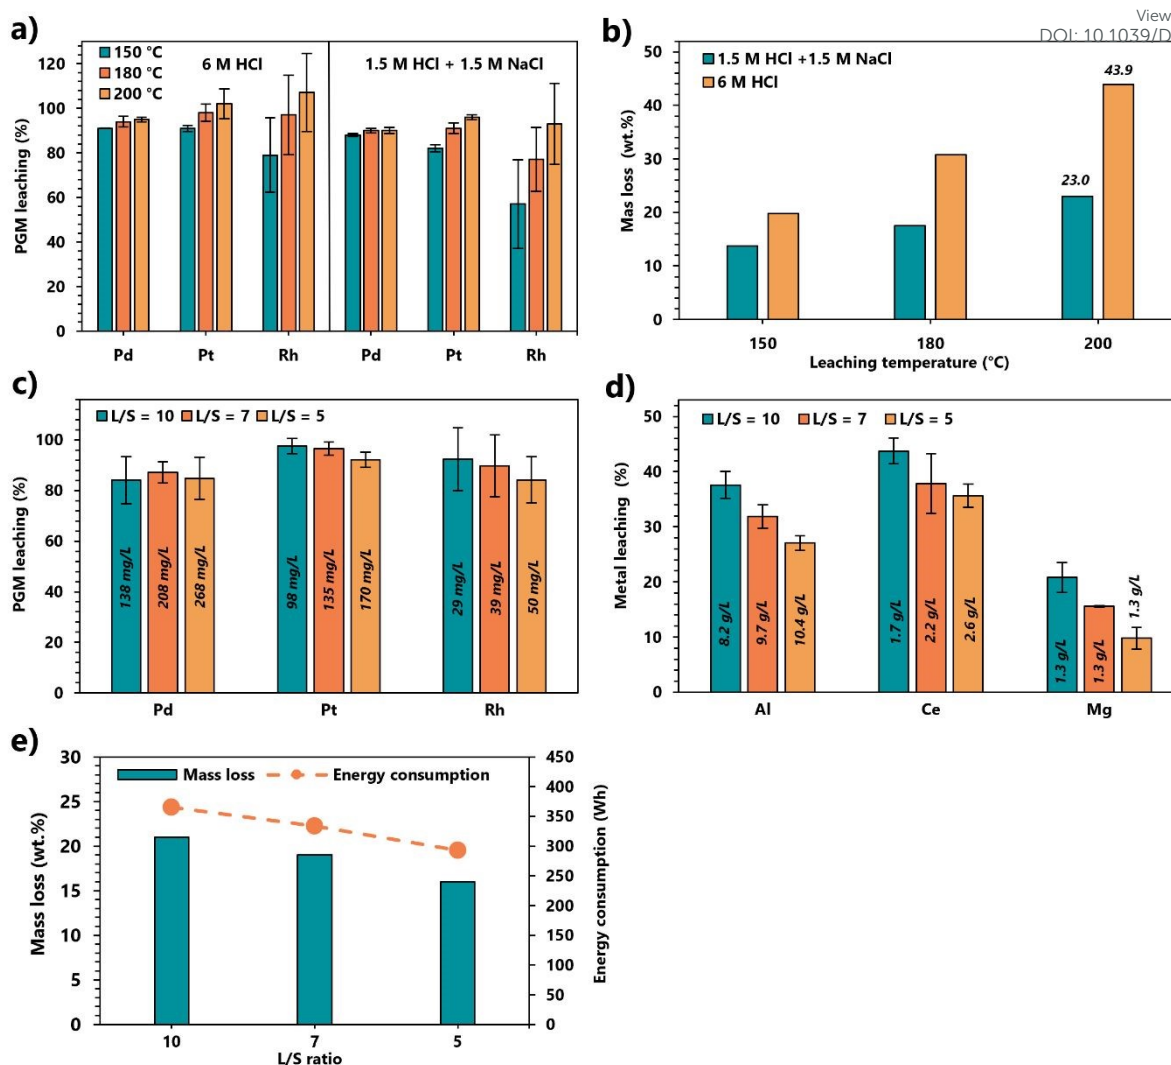 View
DOI: 10.1039/D
a)
150 °C
180 °C
200 °C
6 M HCl
1.5 M HCl + 1.5 M NaCl
PGM leaching (%)
120
100
80
60
40
20
0
Pd
Pt
Rh
Pd
Pt
Rh
b)
1.5 M HCl +1.5 M NaCl
6 M HCl
Mas loss (wt.%)
50
40
30
20
10
0
23.0
43.9
150
180
200
Leaching temperature (°C)
c)
L/S = 10
L/S = 7
L/S = 5
PGM leaching (%)
100
80
60
40
20
0
138 mg/L
208 mg/L
268 mg/L
98 mg/L
135 mg/L
170 mg/L
29 mg/L
39 mg/L
50 mg/L
Pd
Pt
Rh
d)
L/S = 10
L/S = 7
L/S = 5
Metal leaching (%)
50
40
30
20
10
0
8.2 g/L
9.7 g/L
10.4 g/L
1.7 g/L
2.2 g/L
2.6 g/L
1.3 g/L
1.3 g/L
1.3 g/L
Al
Ce
Mg
e)
Mass loss
Energy consumption
Mass loss (wt.%)
30
25
20
15
10
5
0
450
400
350
300
250
200
150
100
50
0
Energy consumption (Wh)
10
7
5
L/S ratio